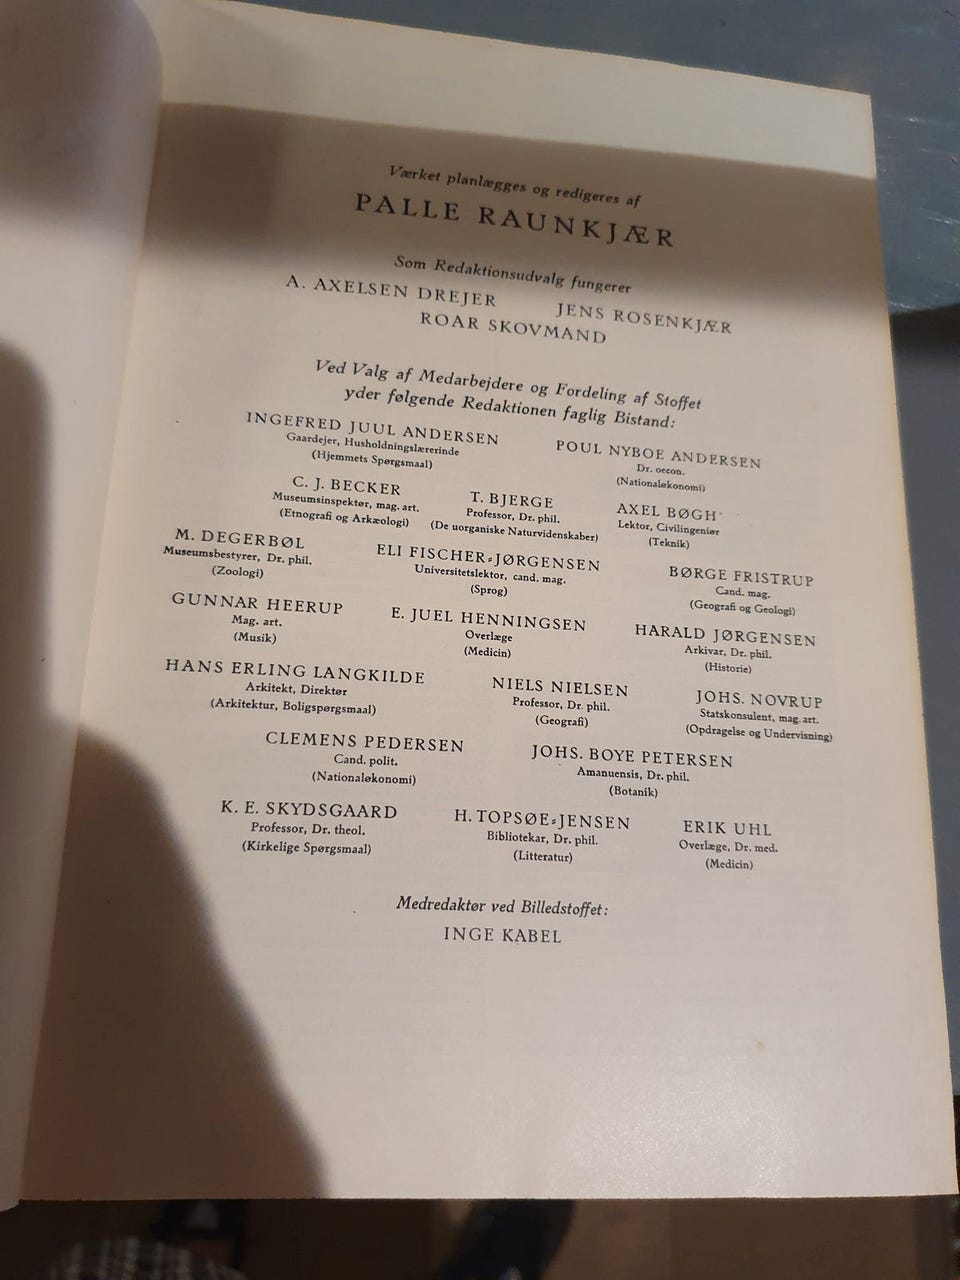 Værket planlægges og redigeres af
PALLE RAUNKJÆR
Som Redaktionsudvalg fungerer
A. AXELSEN DREJER JENS ROSENKJÆR
ROAR SKOVMAND
Ved Valg af Medarbejdere og Fordeling af Stoffet
yder følgende Redaktionen faglig Bistand:
INGEFRED JUUL ANDERSEN
Gaardejer, Husholdningslærerinde
(Hjemmets Spørgsmaal)
POUL NYBOE ANDERSEN
Dr. oecon.
(Nationaløkonomi)
C. J. BECKER
Museumsinspektør, mag. art.
(Etnografi og Arkæologi)
T. BJERGE
Professor, Dr. phil.
(De uorganiske Naturvidenskaber)
AXEL BØGH
Lektor, Civilingeniør
(Teknik)
M. DEGERBØL
Museumsbestyrer, Dr. phil.
(Zoologi)
ELI FISCHER-JØRGENSEN
Universitetslektor, cand. mag.
(Sprog)
BØRGE FRISTRUP
Cand. mag.
(Geografi og Geologi)
GUNNAR HEERUP
Mag. art.
(Musik)
E. JUEL HENNINGSEN
Overlæge
(Medicin)
HARALD JØRGENSEN
Arkivar, Dr. phil.
(Historie)
HANS ERLING LANGKILDE
Arkitekt, Direktør
(Arkitektur, Boligspørgsmaal)
NIELS NIELSEN
Professor, Dr. phil.
(Geografi)
JOHS. NOVRUP
Statskonsulent, mag. art.
(Opdragelse og Undervisning)
CLEMENS PEDERSEN
Cand. polit.
(Nationaløkonomi)
JOHS. BOYE PETERSEN
Amanuensis, Dr. phil.
(Botanik)
K. E. SKYDSGAARD
Professor, Dr. theol.
(Kirkelige Spørgsmaal)
H. TOPSØE-JENSEN
Bibliotekar, Dr. phil.
(Litteratur)
ERIK UHL
Overlæge, Dr. med.
(Medicin)
Medredaktør ved Billedstoffet:
INGE KABEL